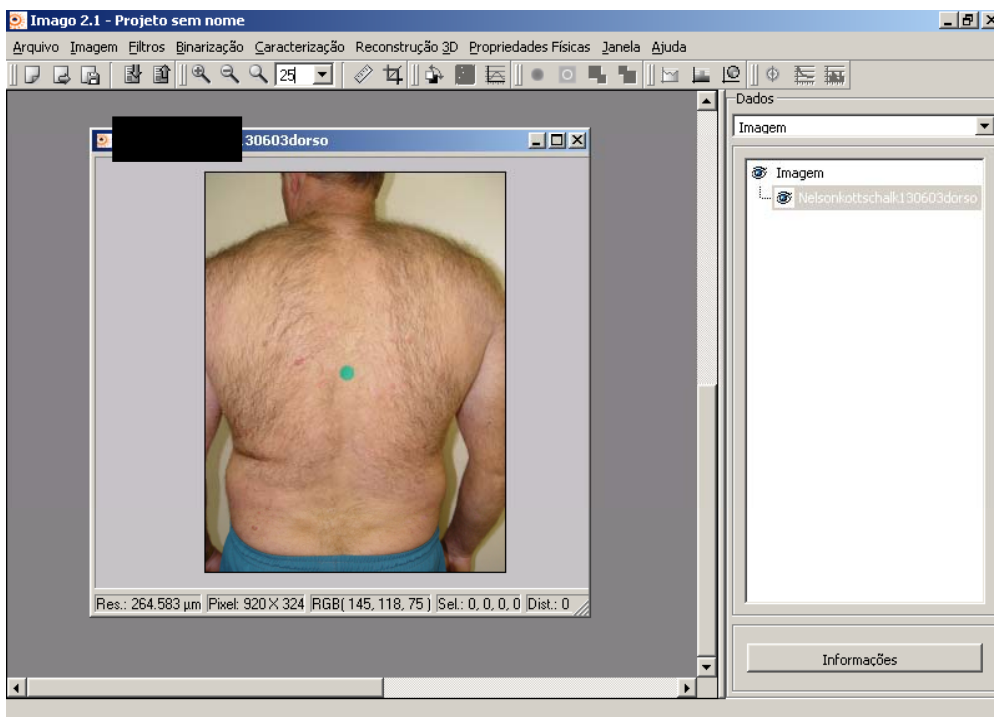 Imago 2.1 - Projeto sem nome
Arquivo Imagem Filtros Binarização Caracterização Reconstrução 3D Propriedades Físicas Janela Ajuda
25
Dados
Imagem
30603dorso
Imagem
Nelsonkottschalk130603dorso
Res.: 264.583 µm Pixel: 920 X 324 RGB( 145, 118, 75 ) Sel.: 0, 0, 0, 0 Dist.: 0
Informações